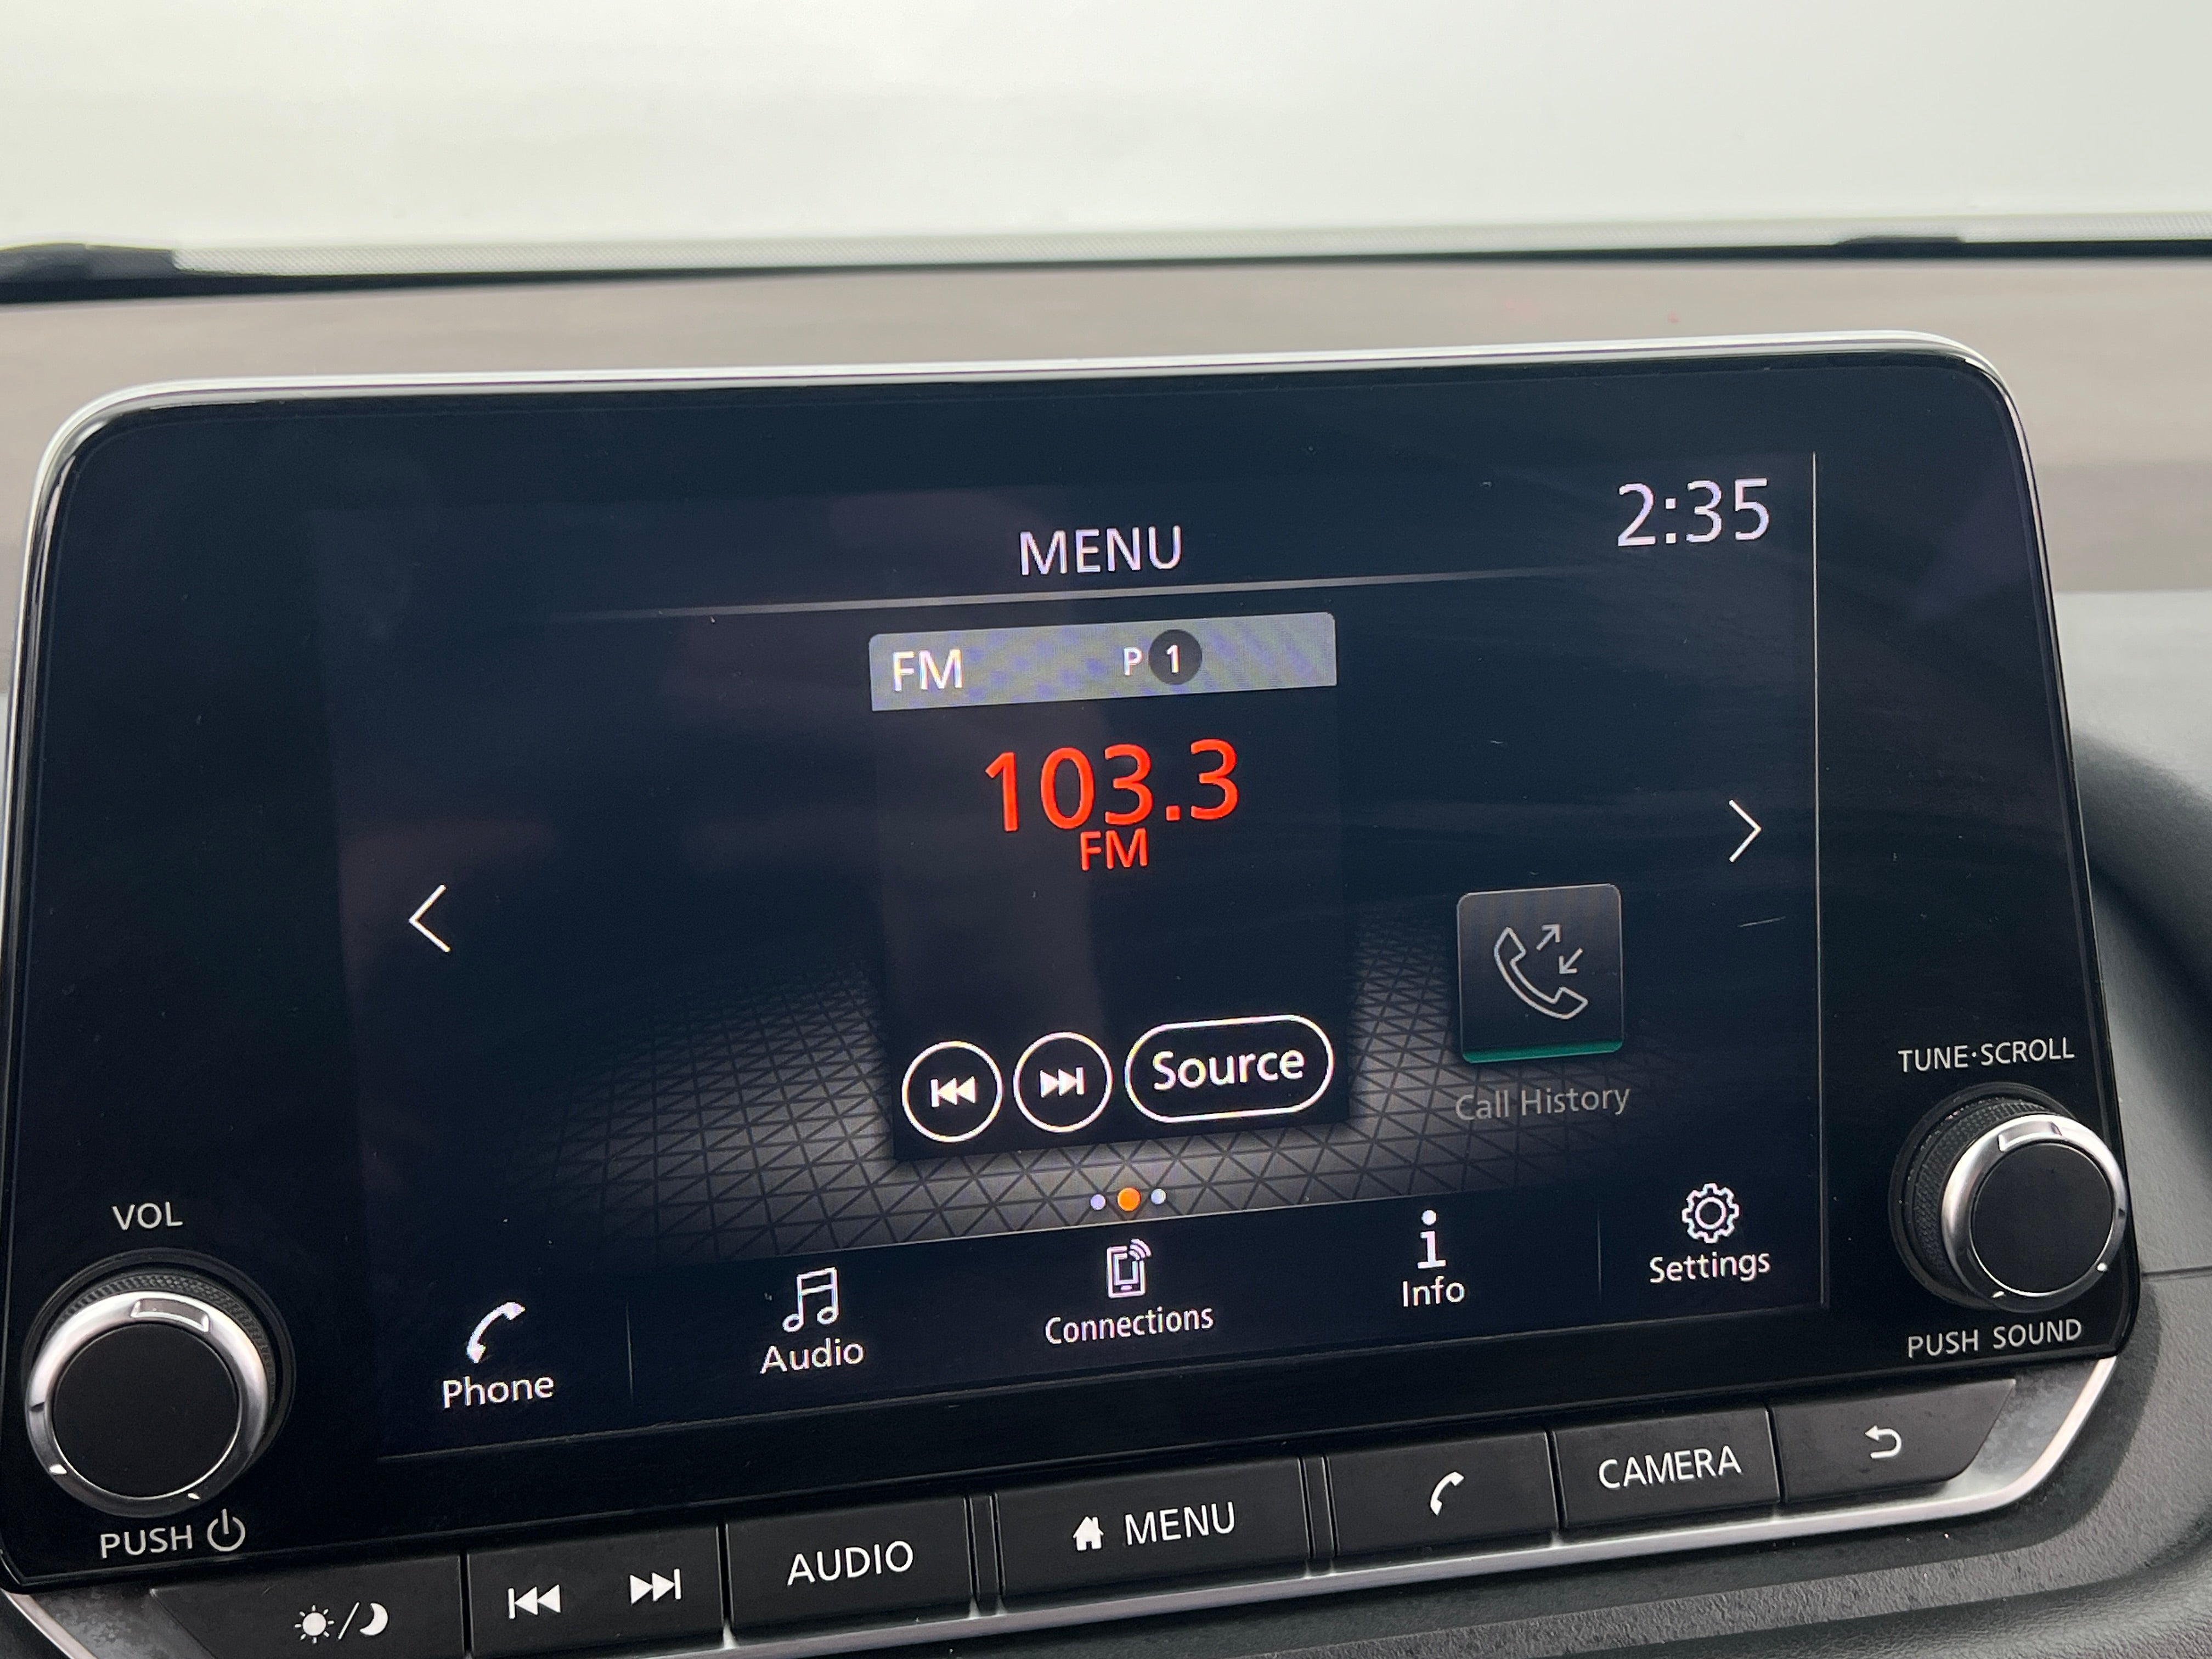 2:35
MENU
FM P 1
103.3
FM
Source
Call History
TUNE·SCROLL
VOL
Phone
Audio
Connections
Info
Settings
PUSH SOUND
PUSH
AUDIO
MENU
CAMERA